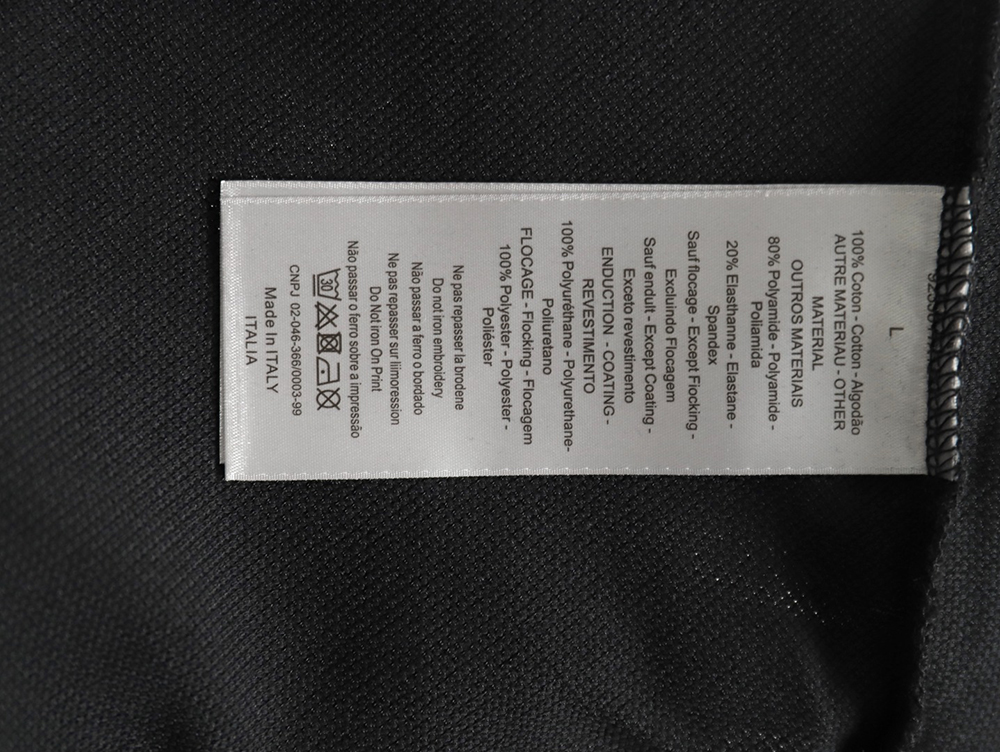 L
100% Coton - Cotton - Algodão
AUTRE MATERIAU - OTHER
MATERIAL
OUTROS MATERIAIS
80% Polyamide - Polyamide -
Poliamida
20% Elasthanne - Elastane -
Spandex
Sauf flocage - Except Flocking -
Excluindo Flocagem
Sauf enduit - Except Coating -
Exoeto revestimento
ENDUCTION - COATING -
REVESTIMENTO
100% Polyuréthane - Polyurethane-
Poliuretano
FLOCAGE - Flocking - Flocagem
100% Polyester - Polyester -
Poliéster
Ne pas repasser la brodene
Do not iron embroidery
Não passar a ferro o bordado
Ne pas repasser sur liimoression
Do Not iron On Print
Não passar o ferro sobre a impressão
30
CNPJ 02-046-366/0003-99
Made In ITALY
ITALIA